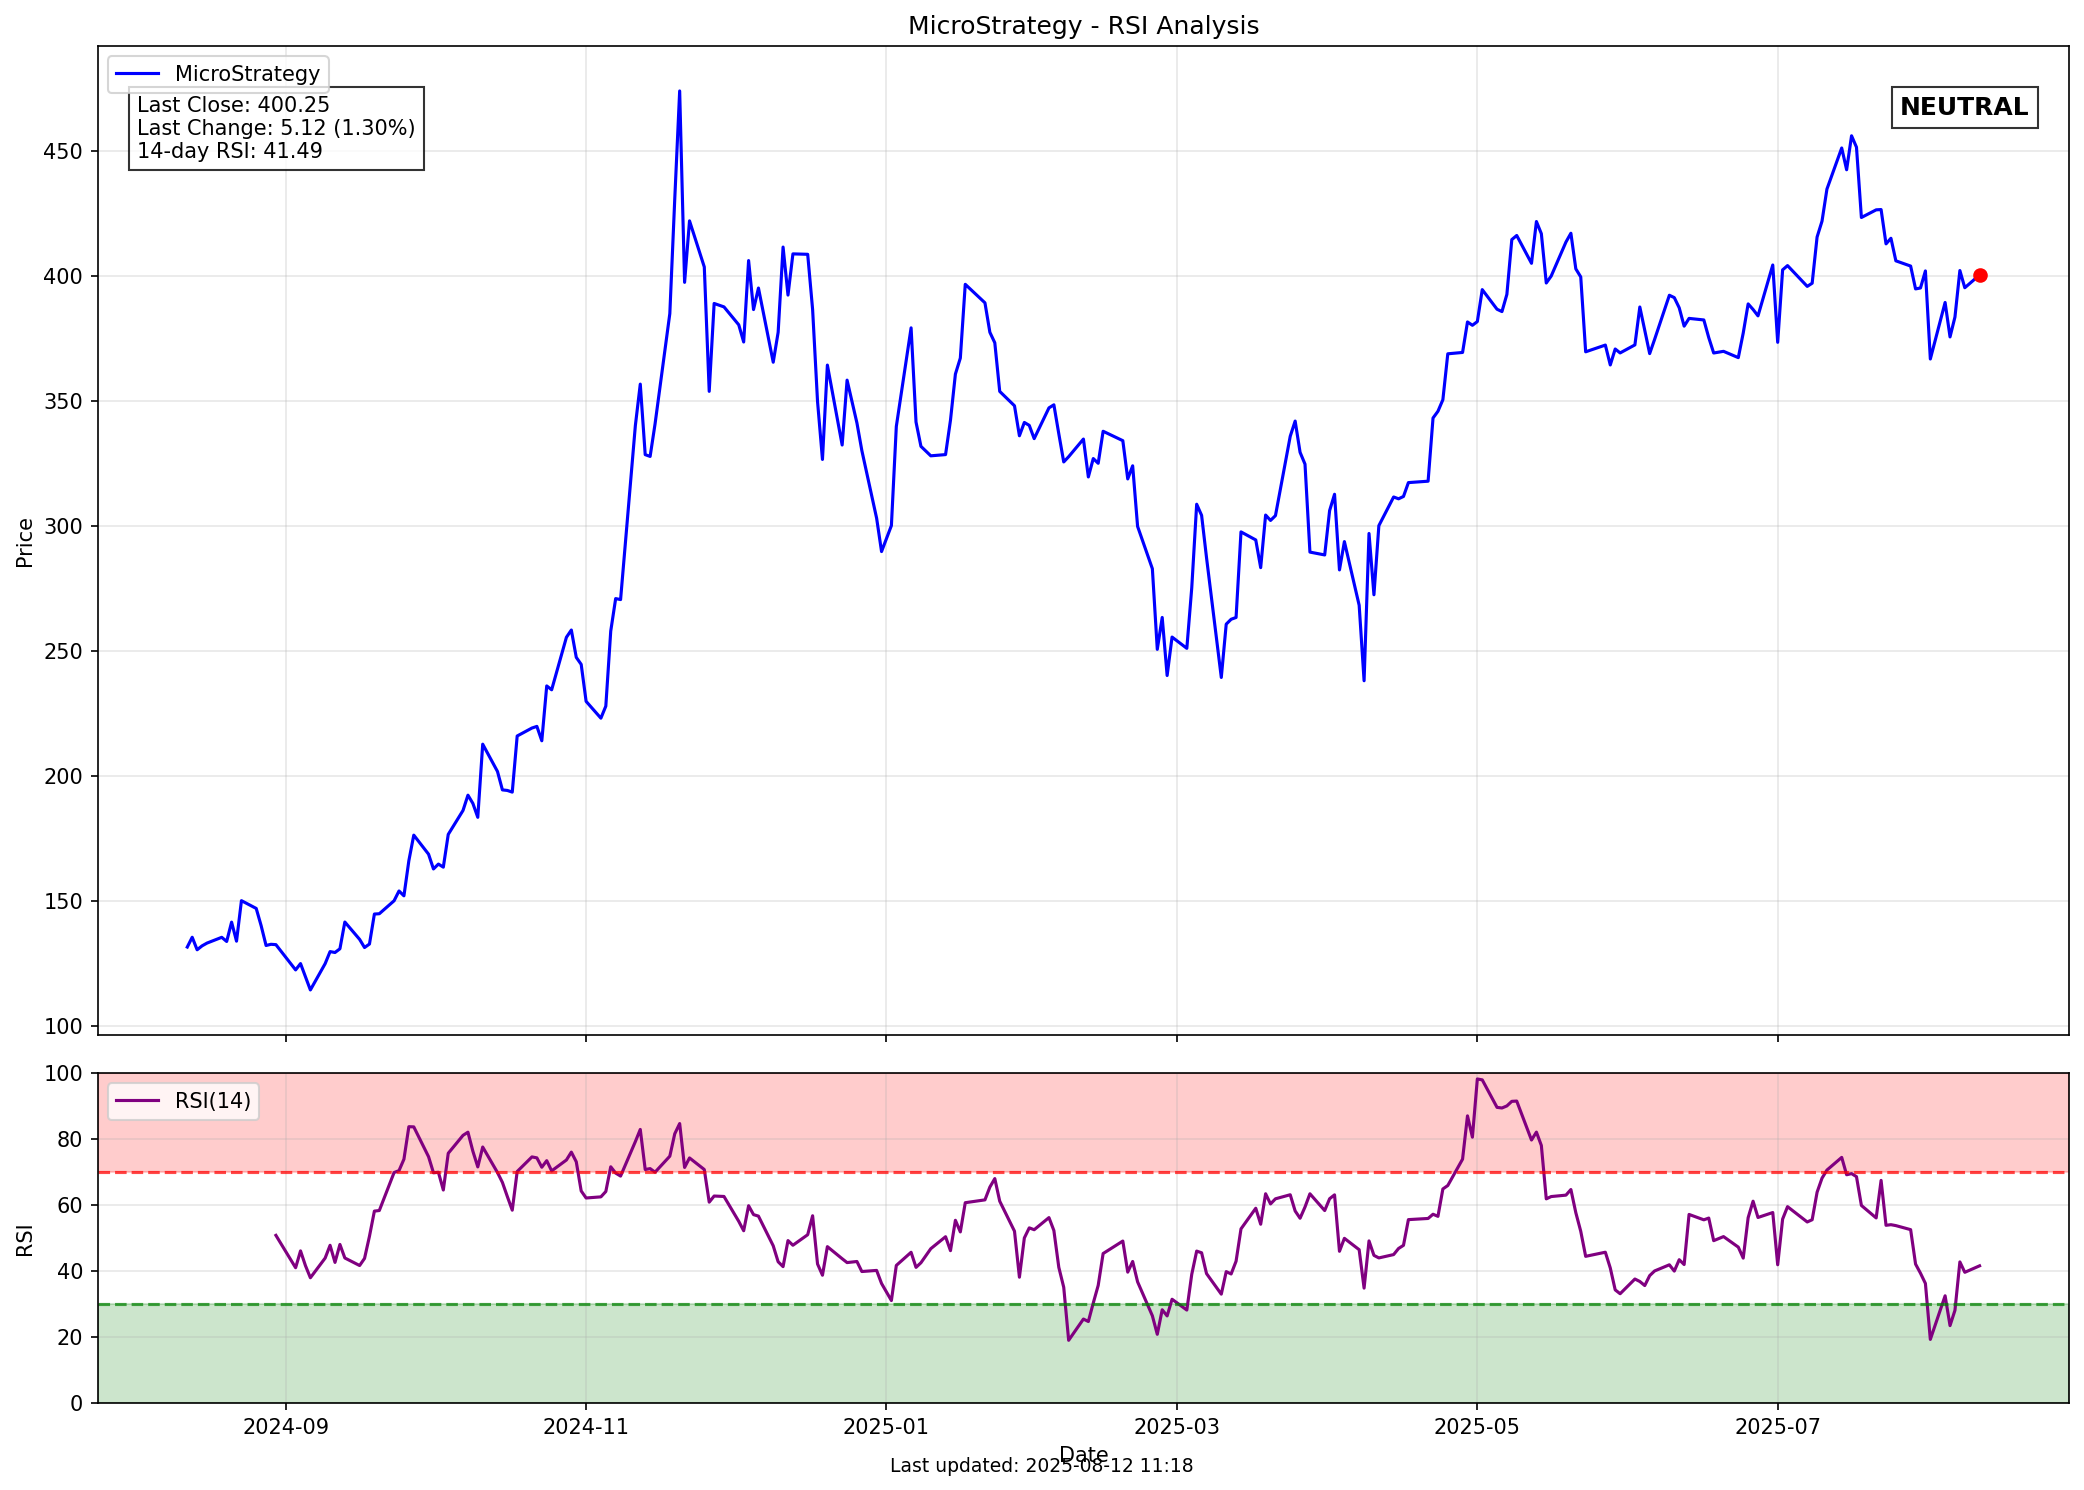 MicroStrategy - RSI Analysis
MicroStrategy
Last Close: 400.25
Last Change: 5.12 (1.30%)
14-day RSI: 41.49
NEUTRAL
Price
450
400
350
300
250
200
150
100
RSI(14)
RSI
100
80
60
40
20
0
2024-09
2024-11
2025-01
2025-03
2025-05
2025-07
Date
Last updated: 2025-08-12 11:18